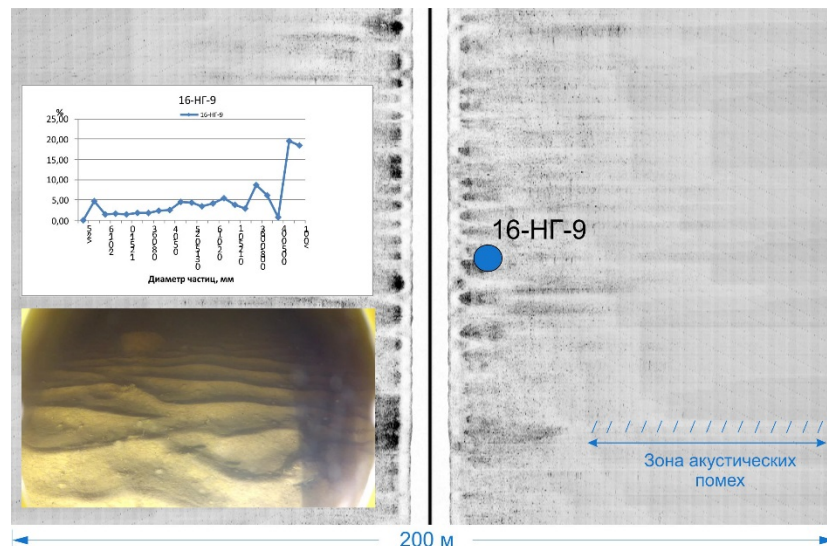 16-НГ-9
%
16-НГ-9
25,00
20,00
15,00
10,00
5,00
0,00
Диаметр частиц, мм
16-НГ-9
Зона акустических
помех
200 м